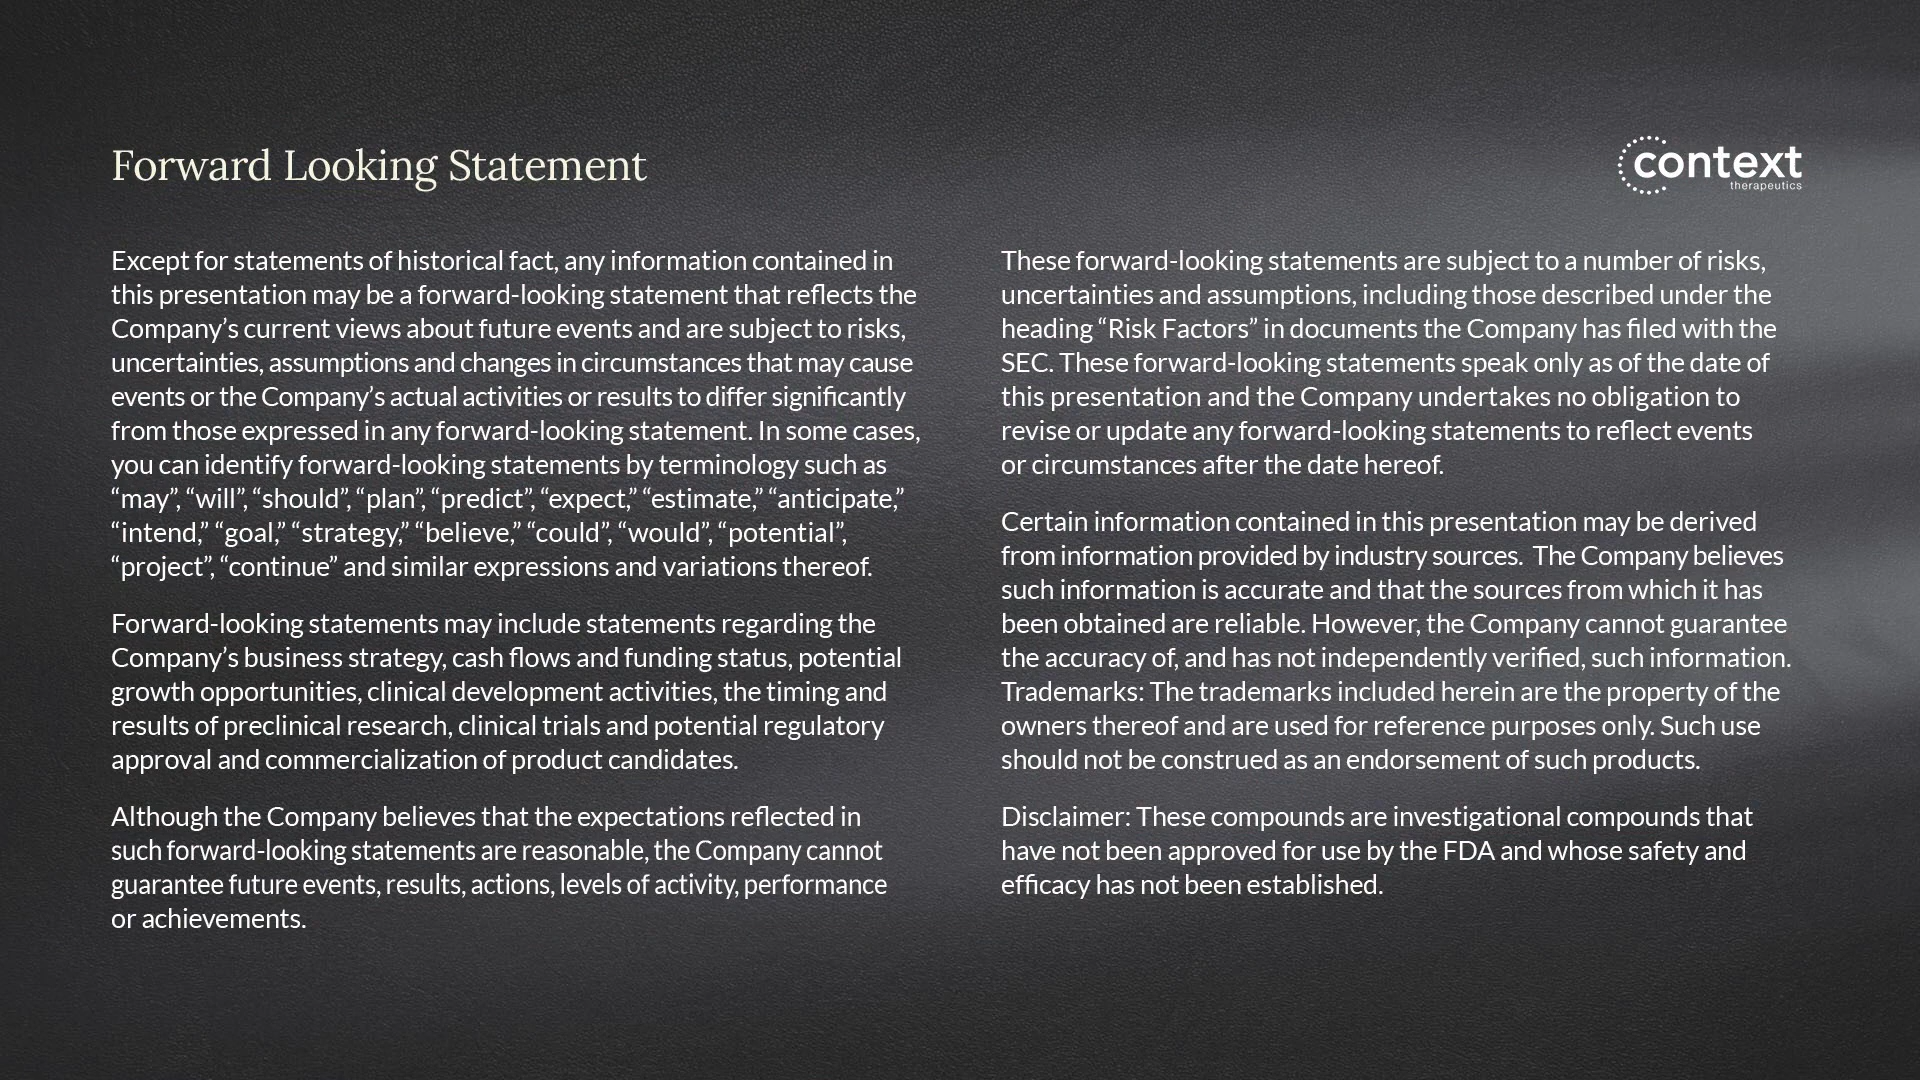 Forward Looking Statement
context
therapeutics
Except for statements of historical fact, any information contained in
this presentation may be a forward-looking statement that reflects the
Company’s current views about future events and are subject to risks,
uncertainties, assumptions and changes in circumstances that may cause
events or the Company’s actual activities or results to differ significantly
from those expressed in any forward-looking statement. In some cases,
you can identify forward-looking statements by terminology such as
“may”, “will”, “should”, “plan”, “predict”, “expect,” “estimate,” “anticipate,”
“intend,” “goal,” “strategy,” “believe,” “could”, “would”, “potential”,
“project”, “continue” and similar expressions and variations thereof.
Forward-looking statements may include statements regarding the
Company’s business strategy, cash flows and funding status, potential
growth opportunities, clinical development activities, the timing and
results of preclinical research, clinical trials and potential regulatory
approval and commercialization of product candidates.
Although the Company believes that the expectations reflected in
such forward-looking statements are reasonable, the Company cannot
guarantee future events, results, actions, levels of activity, performance
or achievements.
These forward-looking statements are subject to a number of risks,
uncertainties and assumptions, including those described under the
heading “Risk Factors” in documents the Company has filed with the
SEC. These forward-looking statements speak only as of the date of
this presentation and the Company undertakes no obligation to
revise or update any forward-looking statements to reflect events
or circumstances after the date hereof.
Certain information contained in this presentation may be derived
from information provided by industry sources.  The Company believes
such information is accurate and that the sources from which it has
been obtained are reliable. However, the Company cannot guarantee
the accuracy of, and has not independently verified, such information.
Trademarks: The trademarks included herein are the property of the
owners thereof and are used for reference purposes only. Such use
should not be construed as an endorsement of such products.
Disclaimer: These compounds are investigational compounds that
have not been approved for use by the FDA and whose safety and
efficacy has not been established.